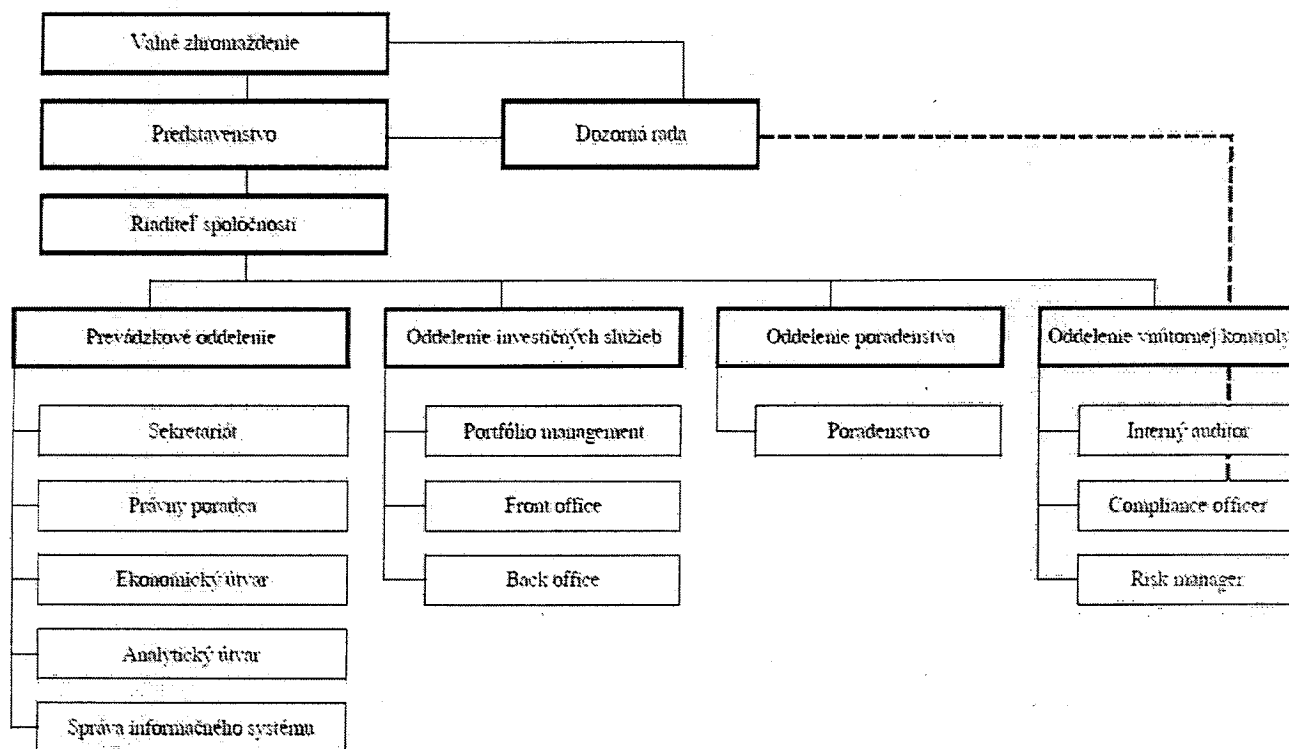 Valné zhromaždenie
Predstavenstvo
Dozorná rada
Riaditeľ spoločnosti
Prevádzkové oddelenie
Oddelenie investičných služieb
Oddelenie poradenstva
Oddelenie vnútornej kontroly
Sekretariát
Portfólio management
Poradenstvo
Interný auditor
Právny poradca
Front office
Compliance officer
Ekonomický útvar
Back office
Risk manager
Analytický útvar
Správa informačného systému